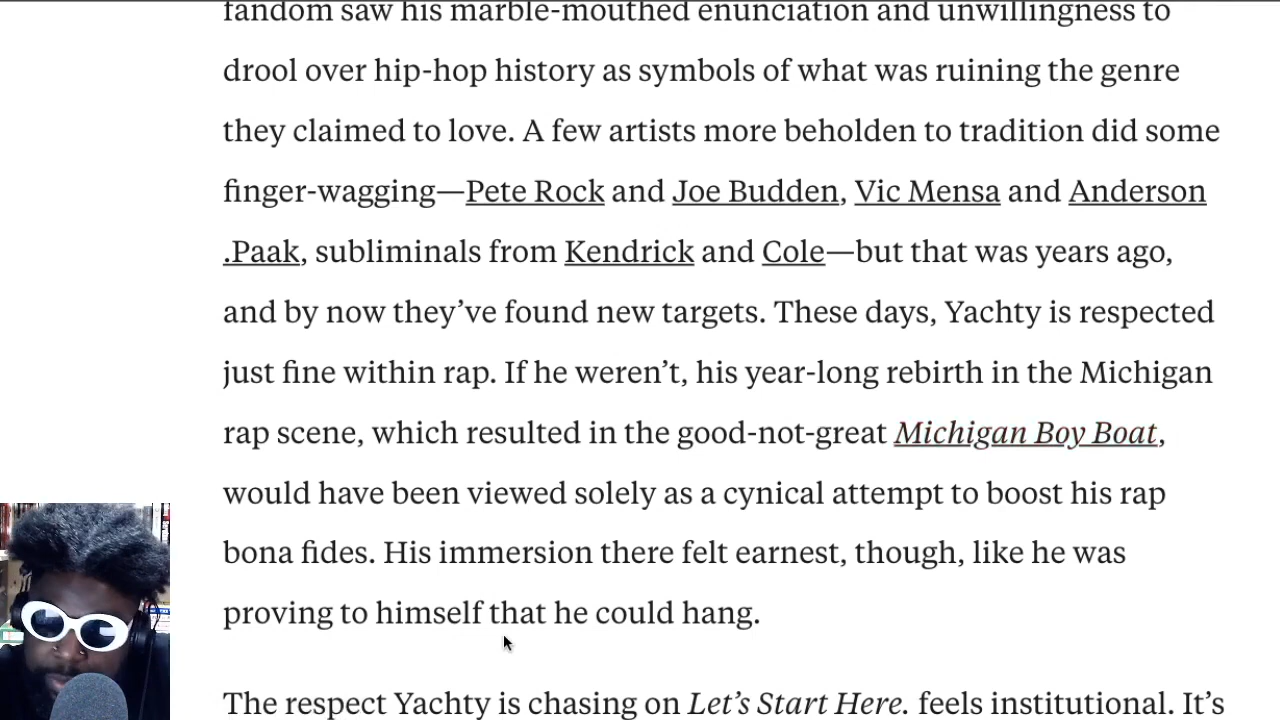 fandom saw his marble-mouthed enunciation and unwillingness to
drool over hip-hop history as symbols of what was ruining the genre
they claimed to love. A few artists more beholden to tradition did some
finger-wagging—Pete Rock and Joe Budden, Vic Mensa and Anderson
.Paak, subliminals from Kendrick and Cole—but that was years ago,
and by now they’ve found new targets. These days, Yachty is respected
just fine within rap. If he weren’t, his year-long rebirth in the Michigan
rap scene, which resulted in the good-not-great Michigan Boy Boat,
would have been viewed solely as a cynical attempt to boost his rap
bona fides. His immersion there felt earnest, though, like he was
proving to himself that he could hang.
The respect Yachty is chasing on Let’s Start Here. feels institutional. It’s